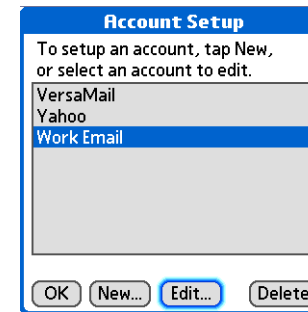 Account Setup
To setup an account, tap New,
or select an account to edit.
VersaMail
Yahoo
Work Email
OK New... Edit... Delete